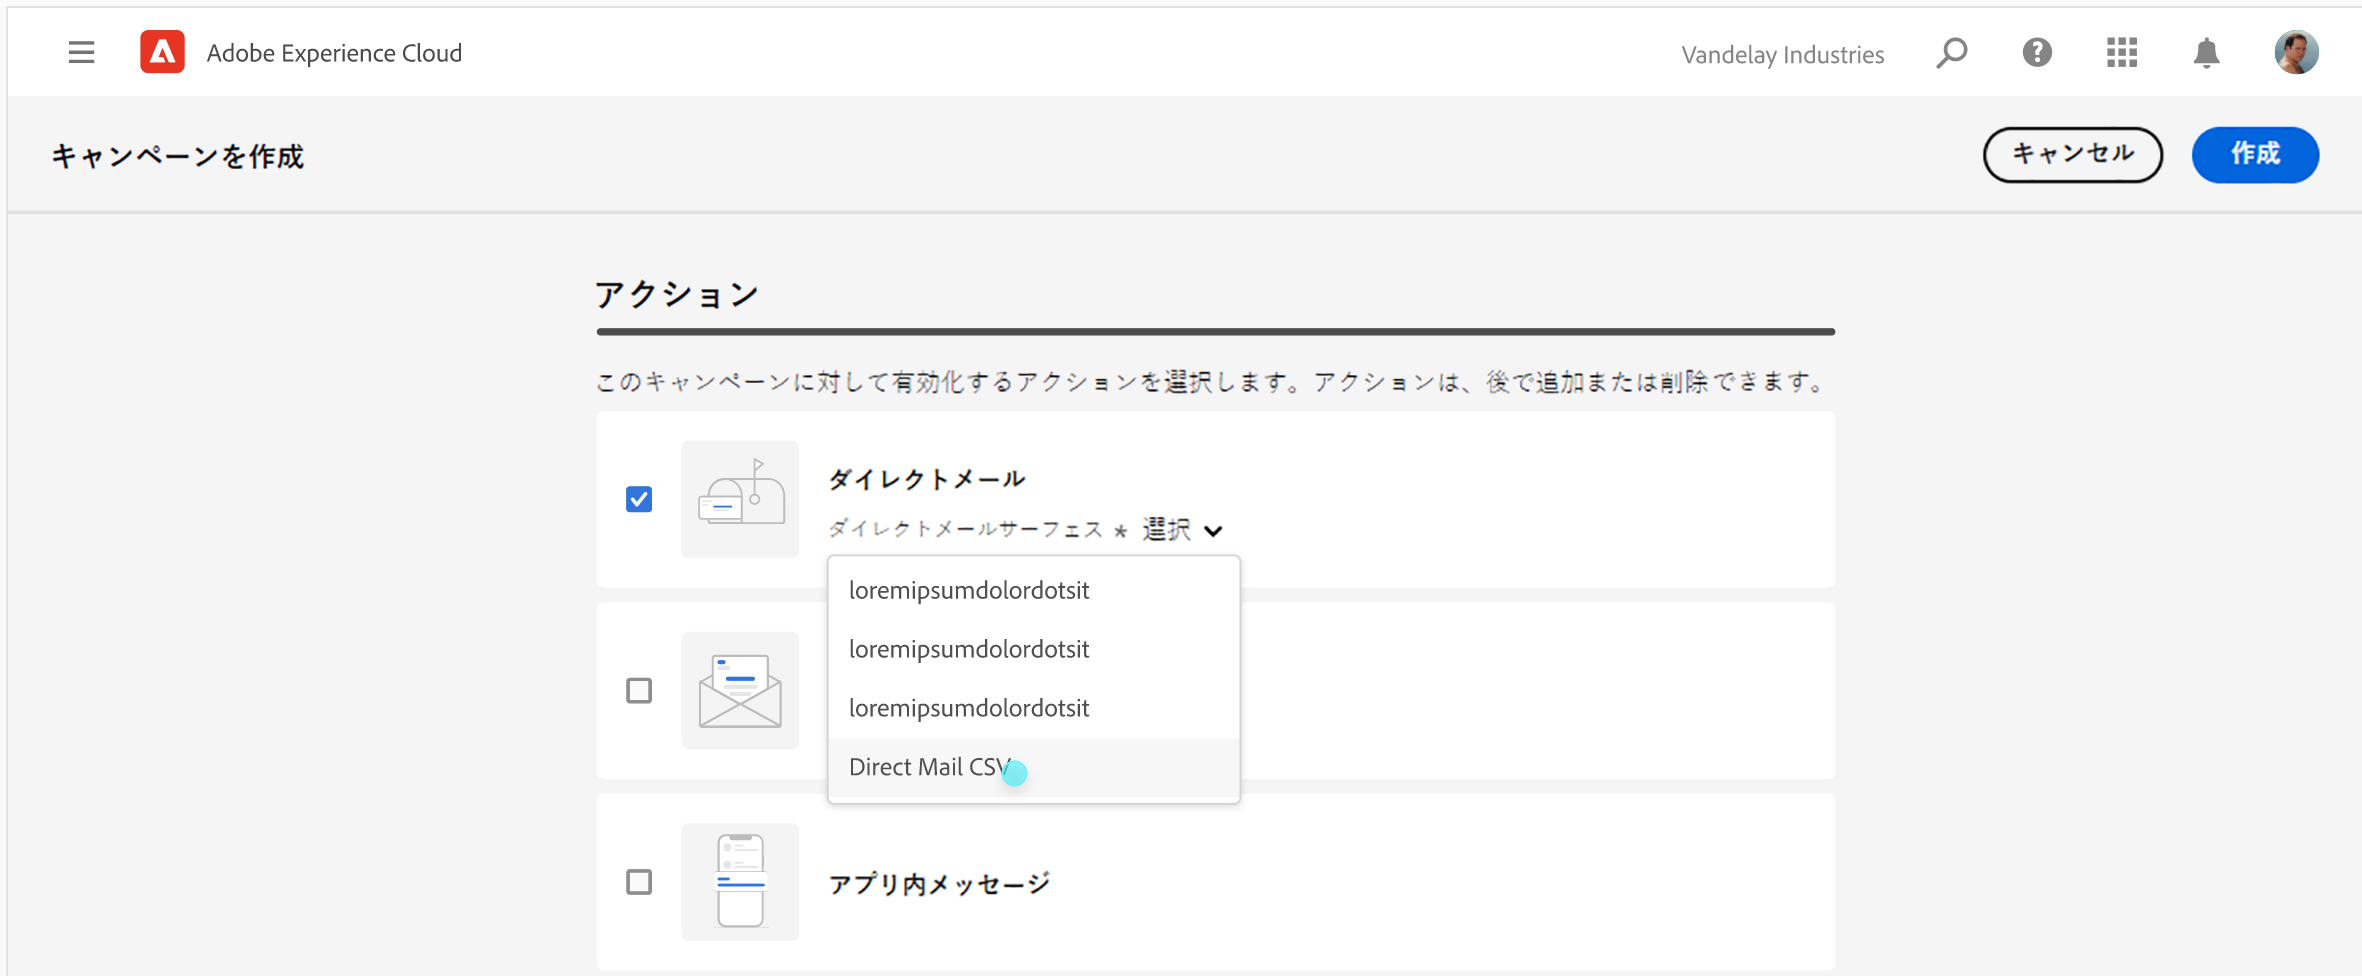 Adobe Experience Cloud
Vandelay Industries
キャンペーンを作成
キャンセル
作成
アクション
このキャンペーンに対して有効化するアクションを選択します。アクションは、後で追加または削除できます。
ダイレクトメール
ダイレクトメールサーフェス * 選択
loremipsumdolordotsit
loremipsumdolordotsit
loremipsumdolordotsit
Direct Mail CSV
アプリ内メッセージ